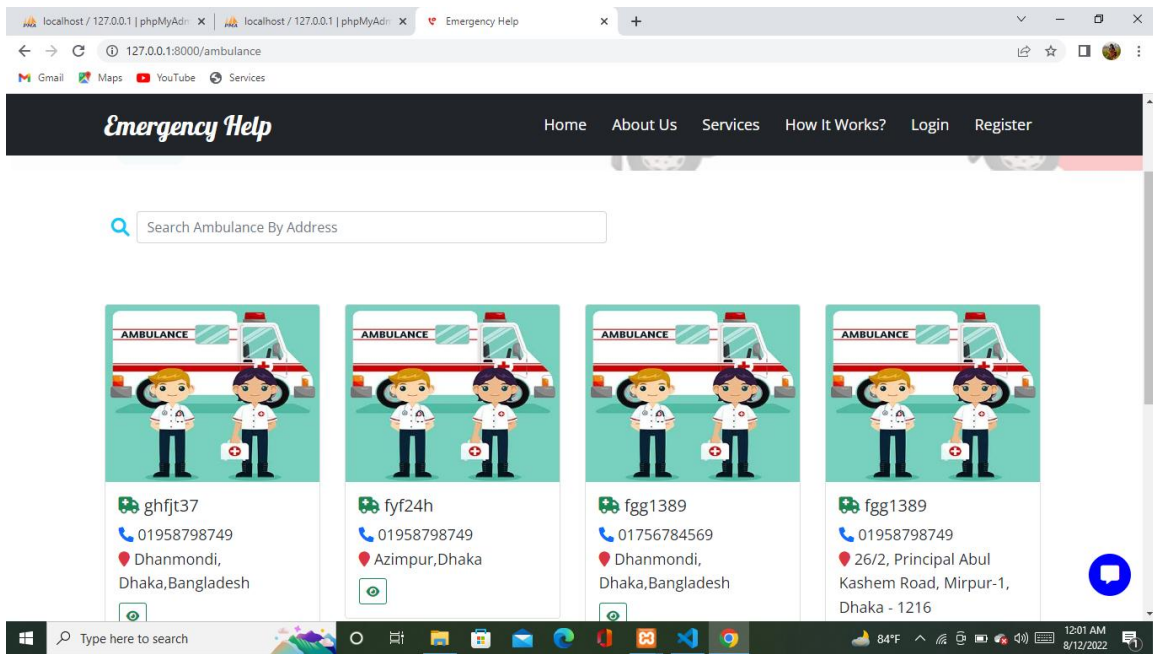 localhost / 127.0.0.1 | phpMyAdn
localhost / 127.0.0.1 | phpMyAdn
Emergency Help
127.0.0.1:8000/ambulance
Gmail Maps YouTube Services
Emergency Help
Home About Us Services How It Works? Login Register
Search Ambulance By Address
AMBULANCE
AMBULANCE
AMBULANCE
AMBULANCE
ghfjt37
01958798749
Dhanmondi,
Dhaka,Bangladesh
fyf24h
01958798749
Azimpur,Dhaka
fgg1389
01756784569
Dhanmondi,
Dhaka,Bangladesh
fgg1389
01958798749
26/2, Principal Abul
Kashem Road, Mirpur-1,
Dhaka - 1216
Type here to search
84°F
12:01 AM
8/12/2022